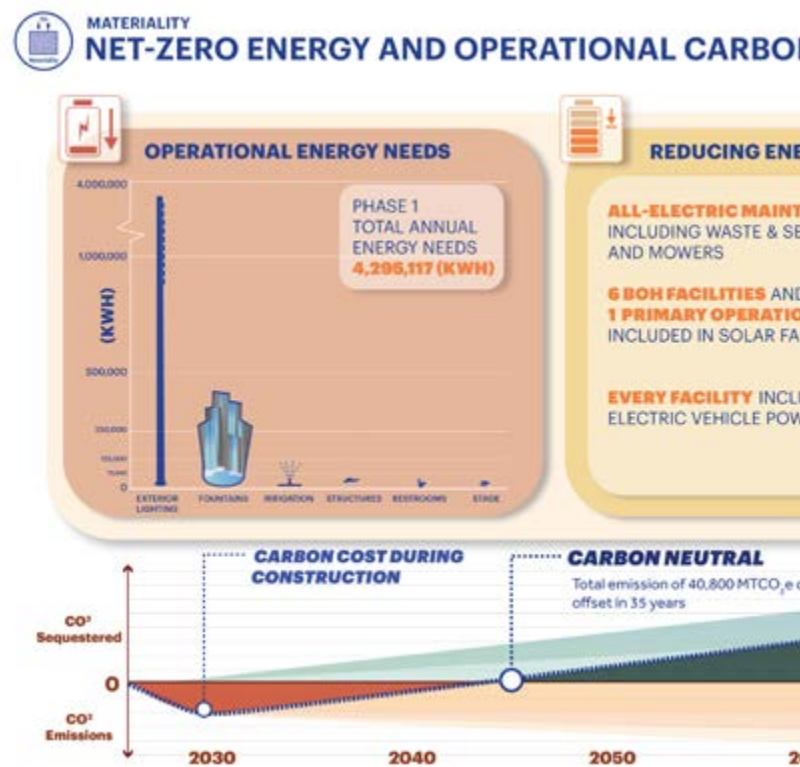 MATERIALITY
NET-ZERO ENERGY AND OPERATIONAL CARBON
OPERATIONAL ENERGY NEEDS
4,000,000
1,000,000
500,000
250,000
0
(KWH)
PHASE 1
TOTAL ANNUAL
ENERGY NEEDS
4,295,117 (KWH)
EXTERIOR
LIGHTING
FOUNTAINS
IRRIGATION
STRUCTURES
RESTROOMS
STAGE
REDUCING ENE
ALL-ELECTRIC MAINT
INCLUDING WASTE & SE
AND MOWERS
6 BOH FACILITIES AND
1 PRIMARY OPERATIO
INCLUDED IN SOLAR FA
EVERY FACILITY INCL
ELECTRIC VEHICLE POW
CARBON COST DURING
CONSTRUCTION
CARBON NEUTRAL
Total emission of 40,800 MTCO₂e
offset in 35 years
CO²
Sequestered
0
CO²
Emissions
2030
2040
2050